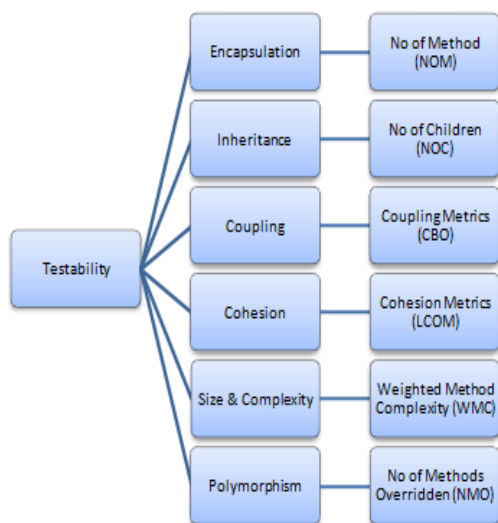 Encapsulation
No of Method
(NOM)
Inheritance
No of Children
(NOC)
Coupling
Coupling Metrics
(CBO)
Testability
Cohesion
Cohesion Metrics
(LCOM)
Size & Complexity
Weighted Method
Complexity (WMC)
Polymorphism
No of Methods
Overridden (NMO)